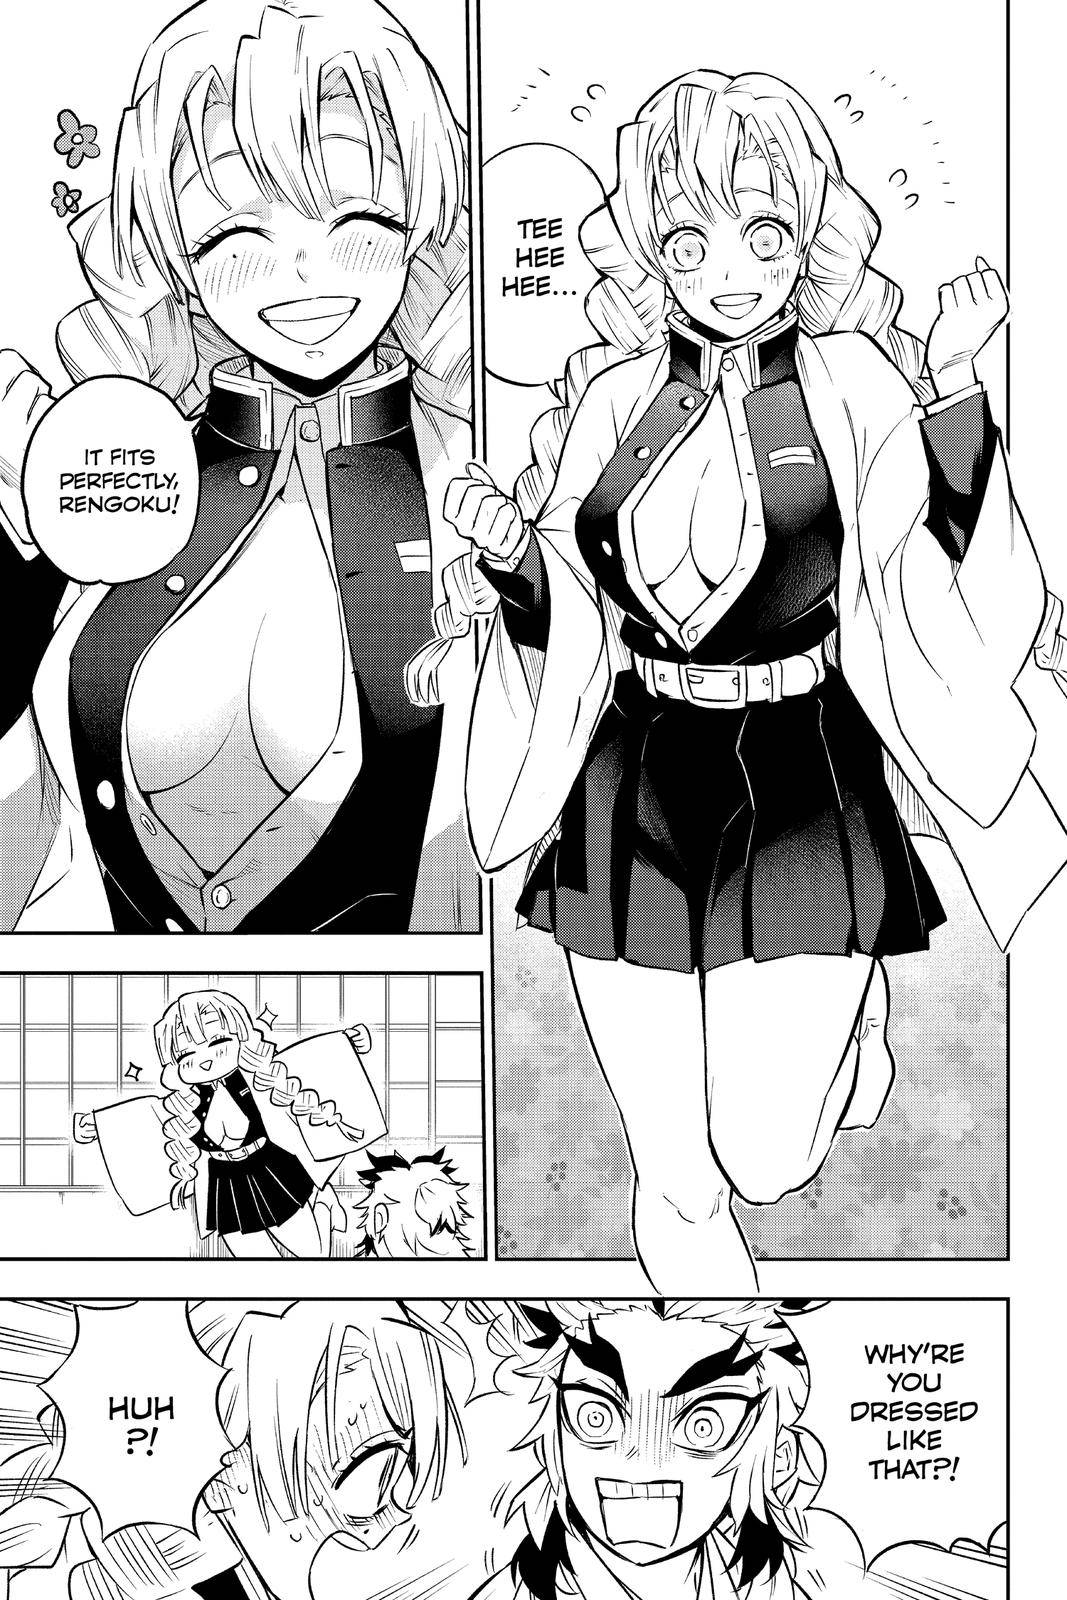 TEE
HEE
HEE...
IT FITS
PERFECTLY,
RENGOKU!
WHY'RE
YOU
DRESSED
LIKE
THAT?!
HUH
?!